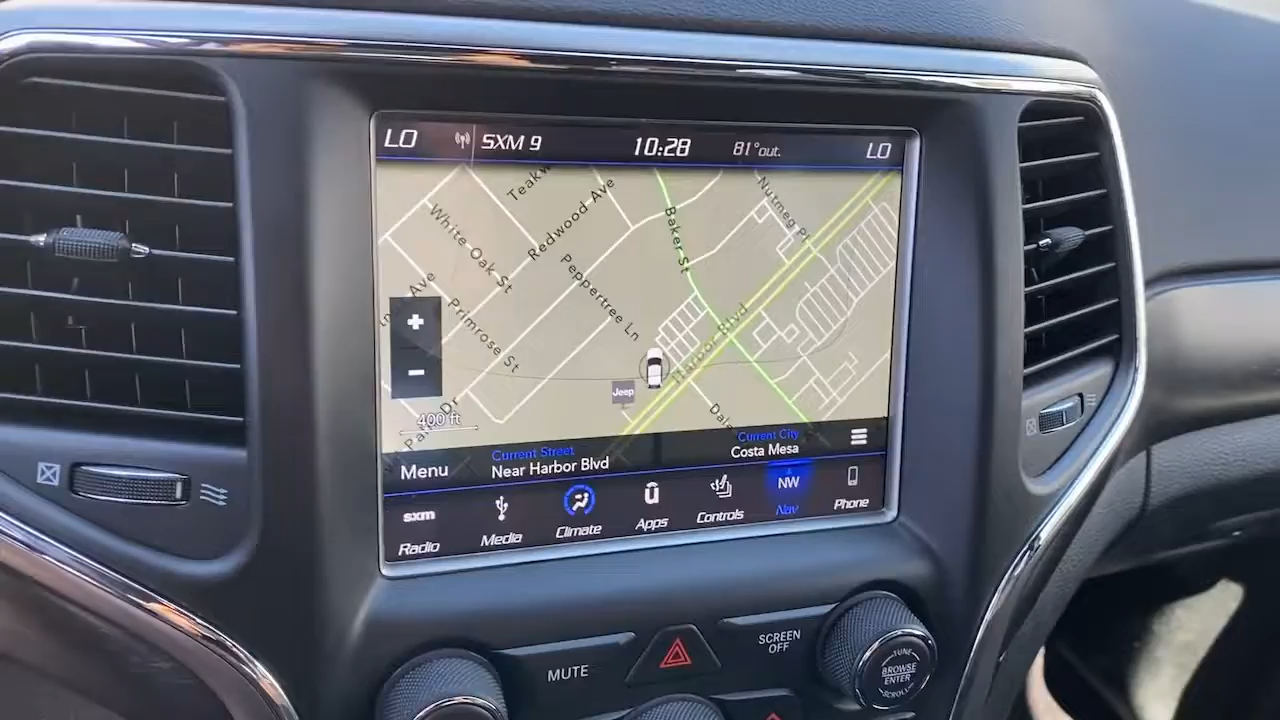 LO
SXM 9
10:28
81°out.
LO
Redwood Ave
White Oak St
Peppertree Ln
Primrose St
Baker St
Nutmeg Pl
Harbor Blvd
Ave
Dr
+
-
400 ft
Jeep
Current Street
Near Harbor Blvd
Current City
Costa Mesa
Menu
sxm
Radio
Media
Climate
ū
Apps
Controls
NW
Nav
Phone
MUTE
SCREEN
OFF
TUNE
BROWSE
ENTER
SCROLL